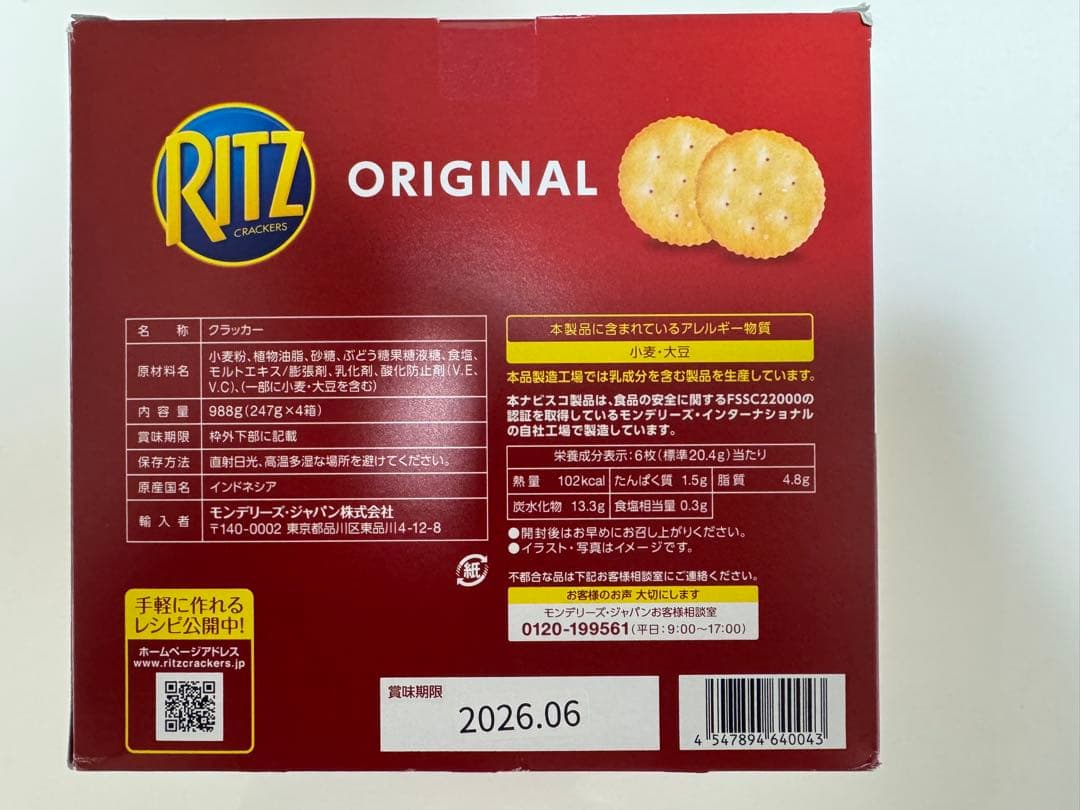 RITZ
CRACKERS
ORIGINAL
名 称 クラッカー
原材料名 小麦粉、植物油脂、砂糖、ぶどう糖果糖液糖、食塩、
モルトエキス/膨張剤、乳化剤、酸化防止剤(V.E、
V.C)、(一部に小麦・大豆を含む)
内 容 量 988g(247g×4箱)
賞味期限 枠外下部に記載
保存方法 直射日光、高温多湿な場所を避けてください。
原産国名 インドネシア
輸 入 者 モンデリーズ・ジャパン株式会社
〒140-0002 東京都品川区東品川4-12-8
紙
手軽に作れる
レシピ公開中!
ホームページアドレス
www.ritzcrackers.jp
本製品に含まれているアレルギー物質
小麦・大豆
本品製造工場では乳成分を含む製品を生産しています。
本ナビスコ製品は、食品の安全に関するFSSC22000の
認証を取得しているモンデリーズ・インターナショナル
の自社工場で製造しています。
栄養成分表示:6枚(標準20.4g)当たり
熱 量 102kcal たんぱく質 1.5g 脂 質 4.8g
炭水化物 13.3g 食塩相当量 0.3g
●開封後はお早めにお召し上がりください。
●イラスト・写真はイメージです。
不都合な品は下記お客様相談室にご連絡ください。
お客様のお声 大切にします
モンデリーズ・ジャパンお客様相談室
0120-199561(平日:9:00〜17:00)
賞味期限
2026.06
4 547894 640043